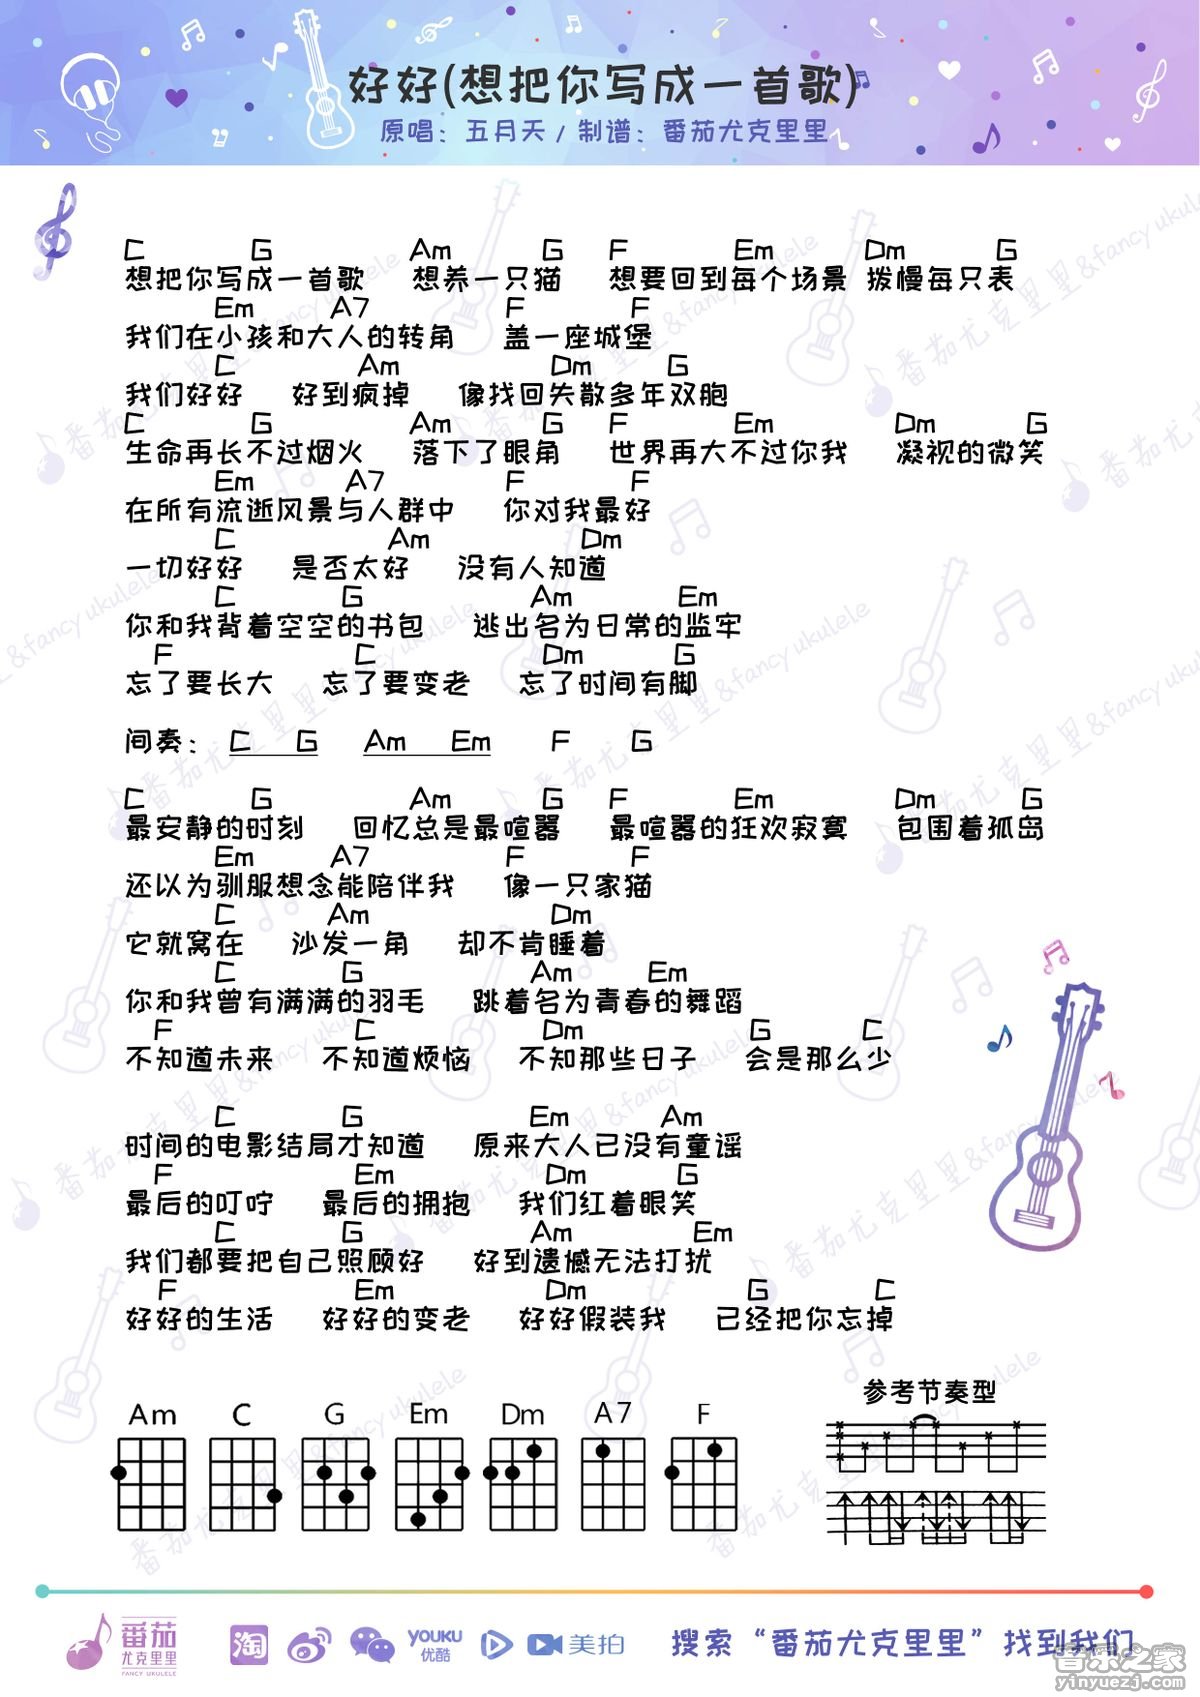 好好(想把你写成一首歌)
原唱：五月天 / 制谱：番茄尤克里里
C G Am G F Em Dm G
想把你写成一首歌 想养一只猫 想要回到每个场景 拨慢每只表
Em A7 F F
我们在小孩和大人的转角 盖一座城堡
C Am Dm G
我们好好 好到疯掉 像找回失散多年双胞
C G Am G F Em Dm G
生命再长不过烟火 落下了眼角 世界再大不过你我 凝视的微笑
Em A7 F F
在所有流逝风景与人群中 你对我最好
C Am Dm
一切好好 是否太好 没有人知道
C G Am Em
你和我背着空空的书包 逃出名为日常的监牢
F C Dm G
忘了要长大 忘了要变老 忘了时间有脚
间奏： C G Am Em F G
C G Am G F Em Dm G
最安静的时刻 回忆总是最喧嚣 最喧嚣的狂欢寂寞 包围着孤岛
Em A7 F F
还以为驯服想念能陪伴我 像一只家猫
C Am Dm
它就窝在 沙发一角 却不肯睡着
C G Am Em
你和我曾有满满的羽毛 跳着名为青春的舞蹈
F C Dm G C
不知道未来 不知道烦恼 不知那些日子 会是那么少
C G Em Am
时间的电影结局才知道 原来大人已没有童谣
F Em Dm G
最后的叮咛 最后的拥抱 我们红着眼笑
C G Am Em
我们都要把自己照顾好 好到遗憾无法打扰
F Em Dm G C
好好的生活 好好的变老 好好假装我 已经把你忘掉
参考节奏型
Am C G Em Dm A7 F
番茄
尤克里里
FANCY UKULELE
淘
YOUKU
优酷
美拍
搜索“番茄尤克里里”找到我们
音乐之家
yinyuezj.com
番茄尤克里里&fancy ukulele